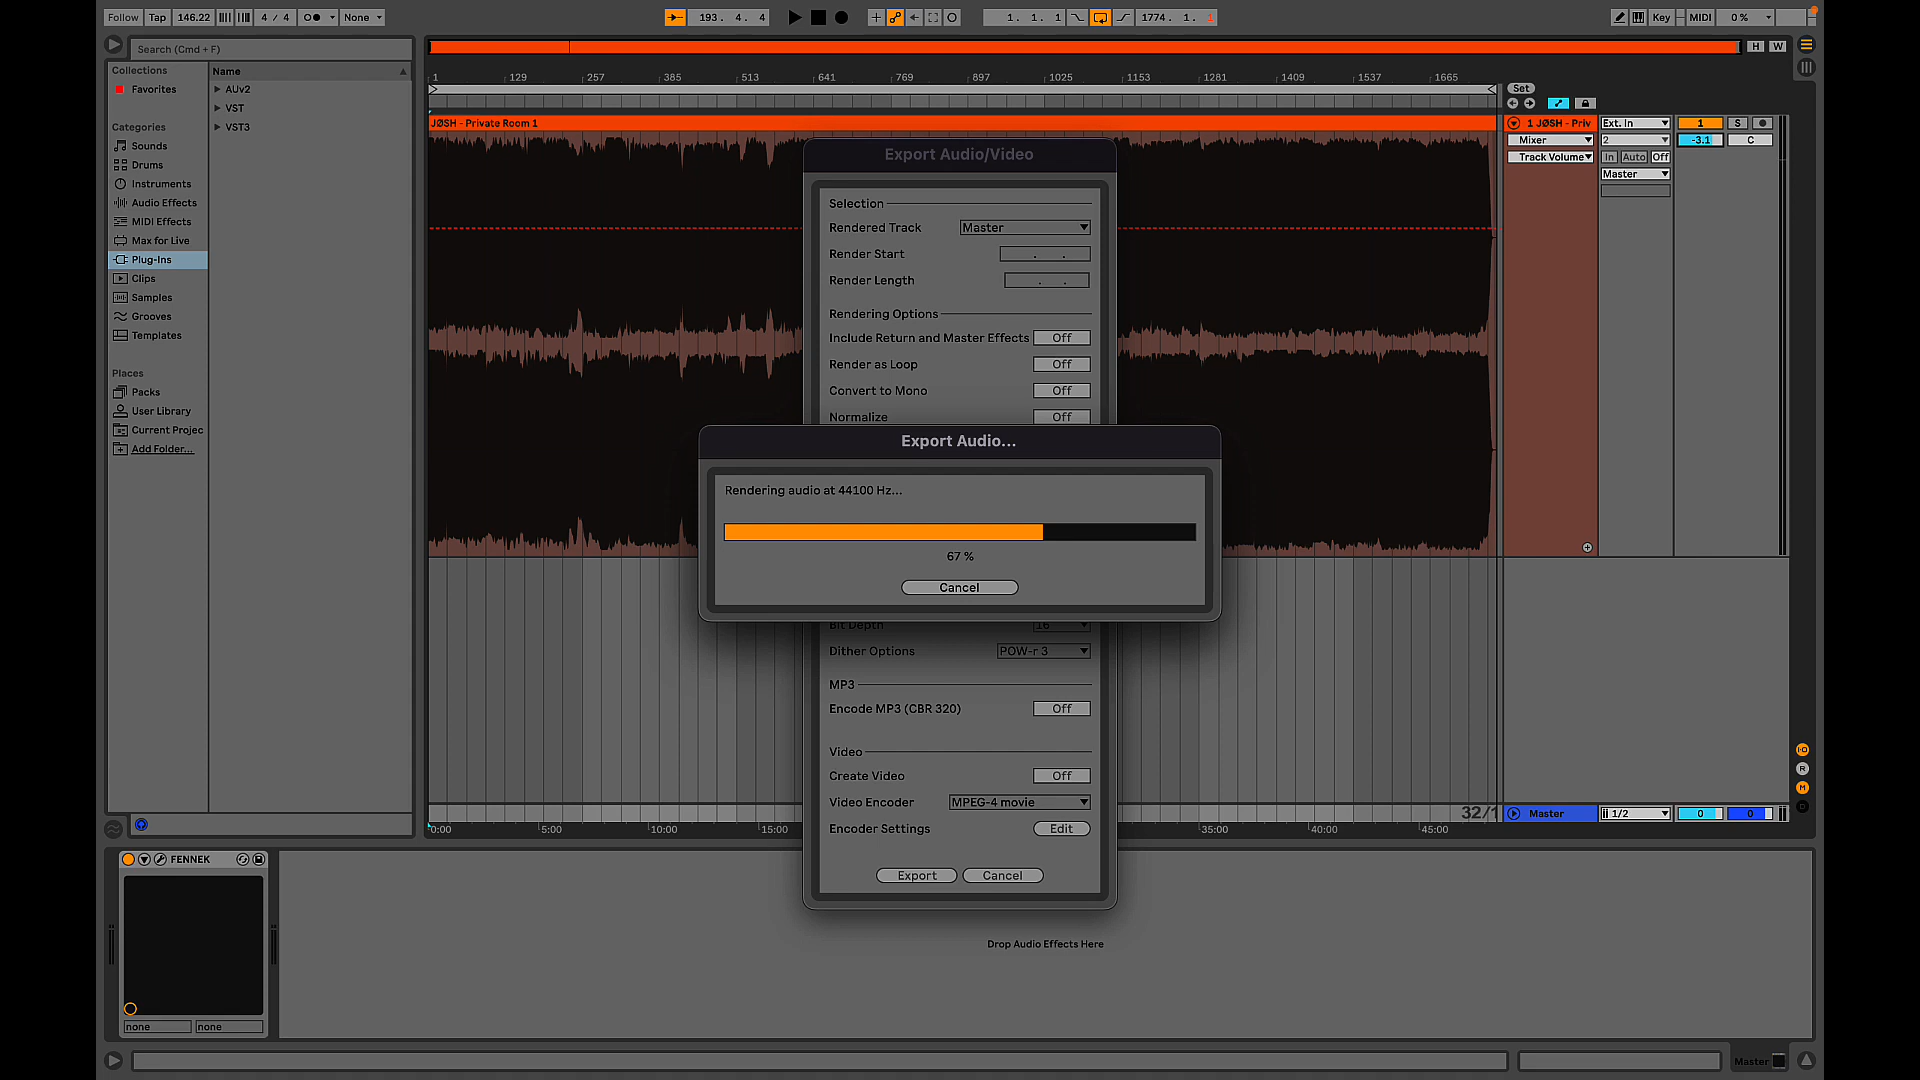 Follow Tap 146.22 4 / 4 None 193. 4. 4 1. 1. 1 1774. 1. 1 Key MIDI 0 %
Search (Cmd + F)
H W
Collections
Favorites
Categories
Sounds
Drums
Instruments
Audio Effects
MIDI Effects
Max for Live
Plug-Ins
Clips
Samples
Grooves
Templates
Places
Packs
User Library
Current Projec
Add Folder...
Name
AUv2
VST
VST3
1 129 257 385 513 641 769 897 1025 1153 1281 1409 1537 1665
Set
JØSH - Private Room 1
1 JØSH - Priv Ext. In 1 S
Mixer 2 -3.1 C
Track Volume In Auto Off
Master
Export Audio/Video
Selection
Rendered Track Master
Render Start . .
Render Length . .
Rendering Options
Include Return and Master Effects Off
Render as Loop Off
Convert to Mono Off
Normalize Off
Export Audio...
Rendering audio at 44100 Hz...
67 %
Cancel
Bit Depth 16
Dither Options POW-r 3
MP3
Encode MP3 (CBR 320) Off
Video
Create Video Off
Video Encoder MPEG-4 movie
Encoder Settings Edit
Export Cancel
32/1 Master 1/2 0 0
0:00 5:00 10:00 15:00 35:00 40:00 45:00
R
M
D
FENNEK
none none
Drop Audio Effects Here
Master